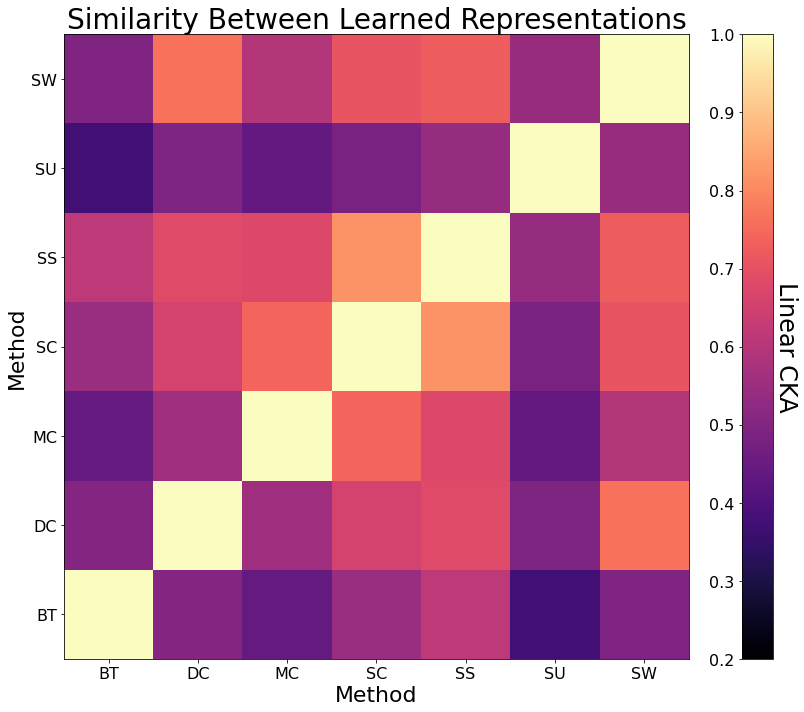 Similarity Between Learned Representations
Method
SW
SU
SS
SC
MC
DC
BT
BT DC MC SC SS SU SW
Method
1.0
0.9
0.8
0.7
0.6
0.5
0.4
0.3
0.2
Linear CKA